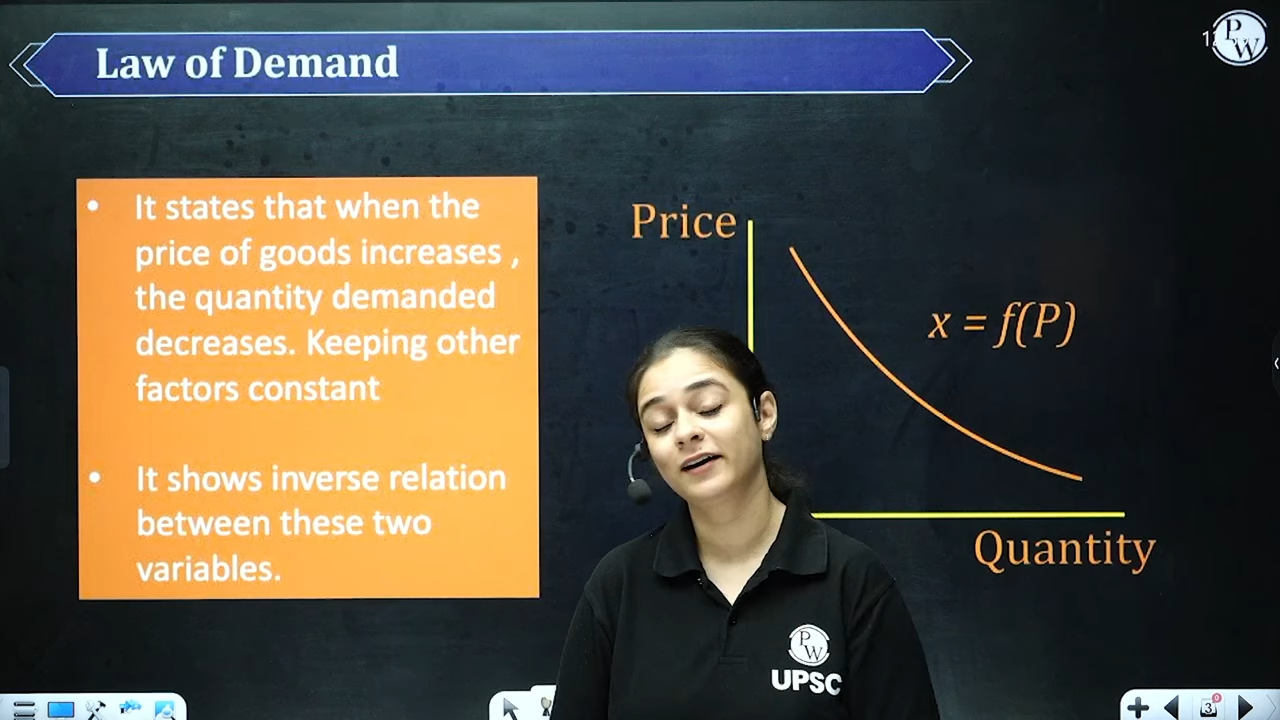 Law of Demand
PW
• It states that when the
price of goods increases ,
the quantity demanded
decreases. Keeping other
factors constant
• It shows inverse relation
between these two
variables.
Price
x = f(P)
Quantity
PW
UPSC
3